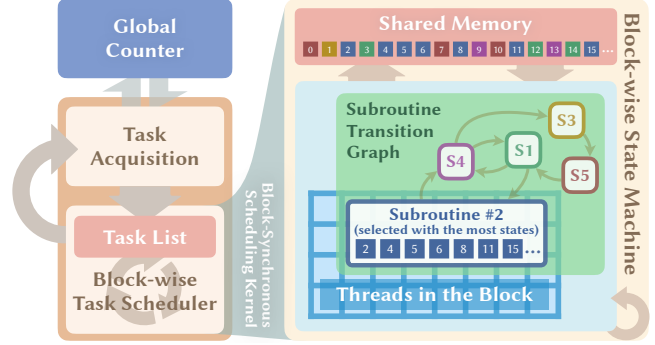 Global
Counter
Task
Acquisition
Task List
Block-wise
Task Scheduler
Block-Synchronous
Scheduling Kernel
Shared Memory
0 1 2 3 4 5 6 7 8 9 10 11 12 13 14 15 ...
Subroutine
Transition
Graph
S3
S1
S4
S5
Subroutine #2
(selected with the most states)
2 4 5 6 8 11 15 ...
Threads in the Block
Block-wise State Machine